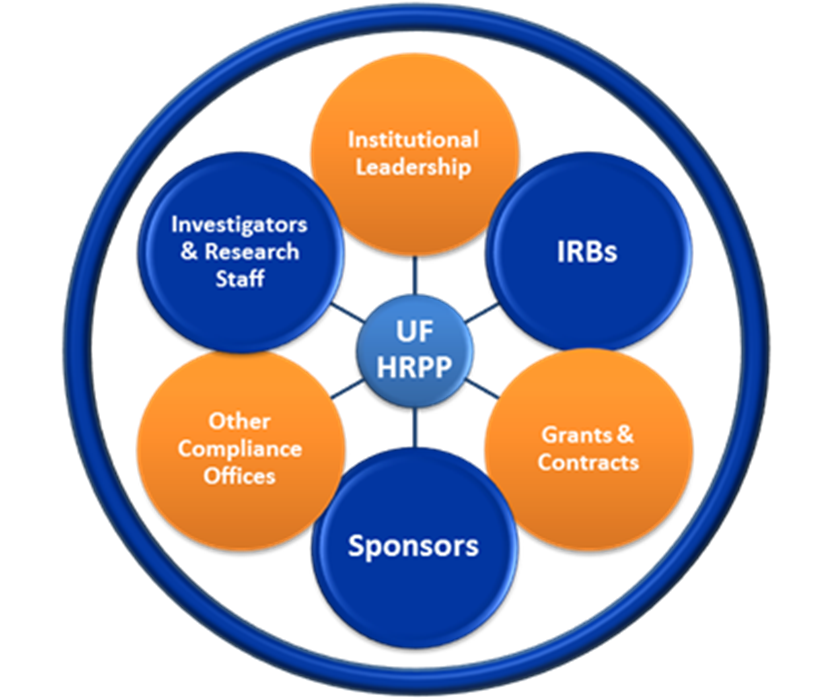 Institutional
Leadership
Investigators
& Research
Staff
IRBs
UF
HRPP
Other
Compliance
Offices
Grants &
Contracts
Sponsors